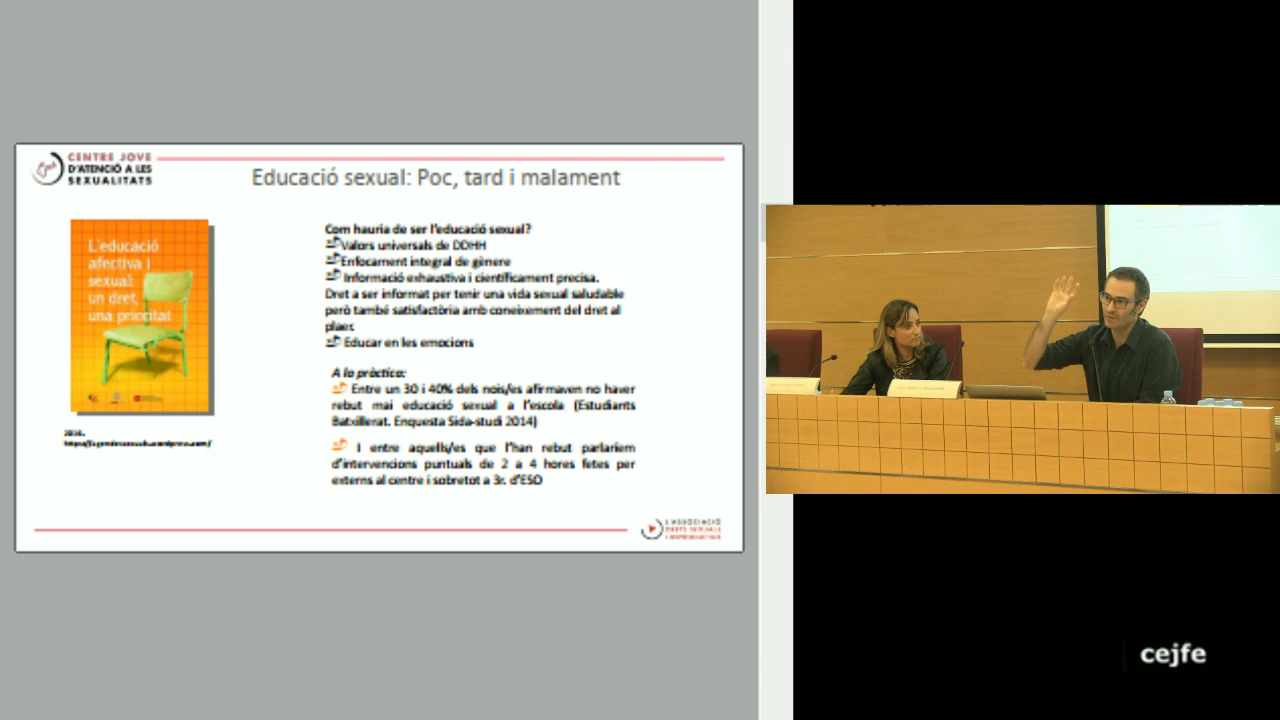 CENTRE JOVE
D'ATENCIÓ A LES
SEXUALITATS
Educació sexual: Poc, tard i malament
L'educació
afectiva i
sexual:
un dret,
una prioritat
Com hauria de ser l'educació sexual?
Valors universals de DDHH
Enfocament integral de gènere
Informació exhaustiva i científicament precisa.
Dret a ser informat per tenir una vida sexual saludable
però també satisfactòria amb coneixement del dret al
plaer.
Educar en les emocions
A la pràctica:
Entre un 30 i 40% dels nois/es afirmaven no haver
rebut mai educació sexual a l'escola (Estudiants
Batxillerat. Enquesta Sida-studi 2014)
I entre aquells/es que l'han rebut parlaríem
d'intervencions puntuals de 2 a 4 hores fetes per
externs al centre i sobretot a 3r. d'ESO
L'ASSOCIACIÓ
DRETS SEXUALS
I REPRODUCTIUS
cejfe